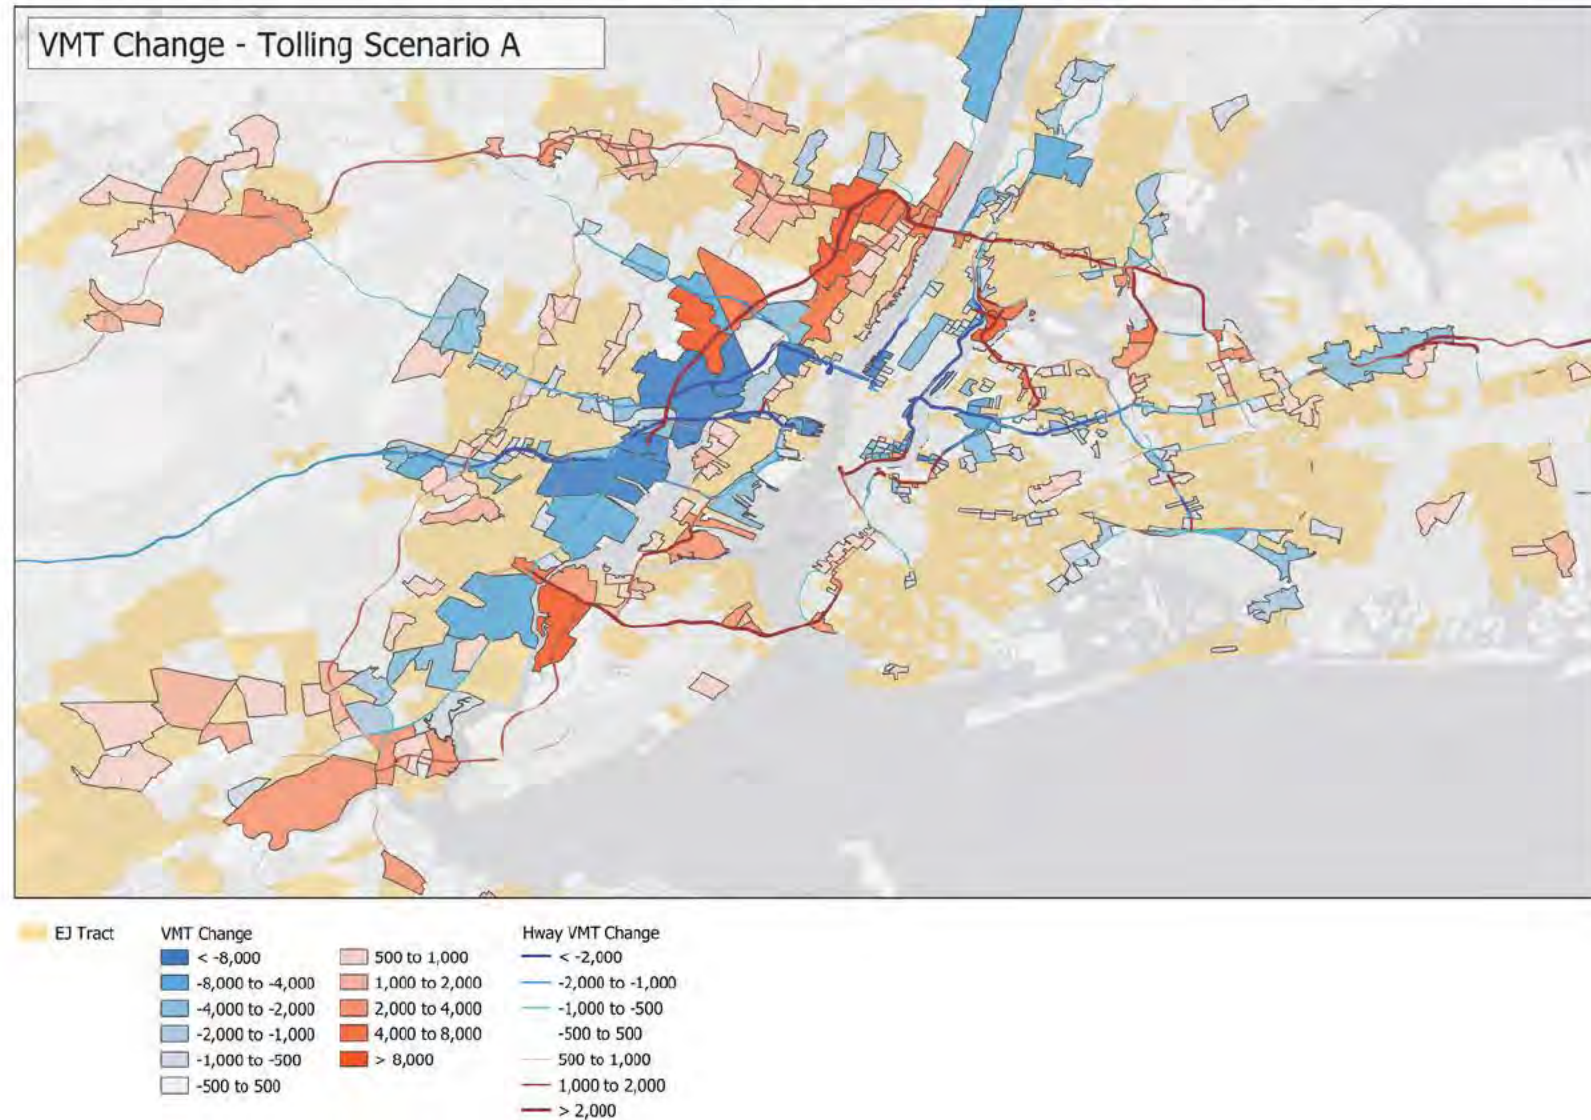 VMT Change - Tolling Scenario A
EJ Tract
VMT Change
< -8,000
-8,000 to -4,000
-4,000 to -2,000
-2,000 to -1,000
-1,000 to -500
-500 to 500
500 to 1,000
1,000 to 2,000
2,000 to 4,000
4,000 to 8,000
> 8,000
Hway VMT Change
< -2,000
-2,000 to -1,000
-1,000 to -500
-500 to 500
500 to 1,000
1,000 to 2,000
> 2,000